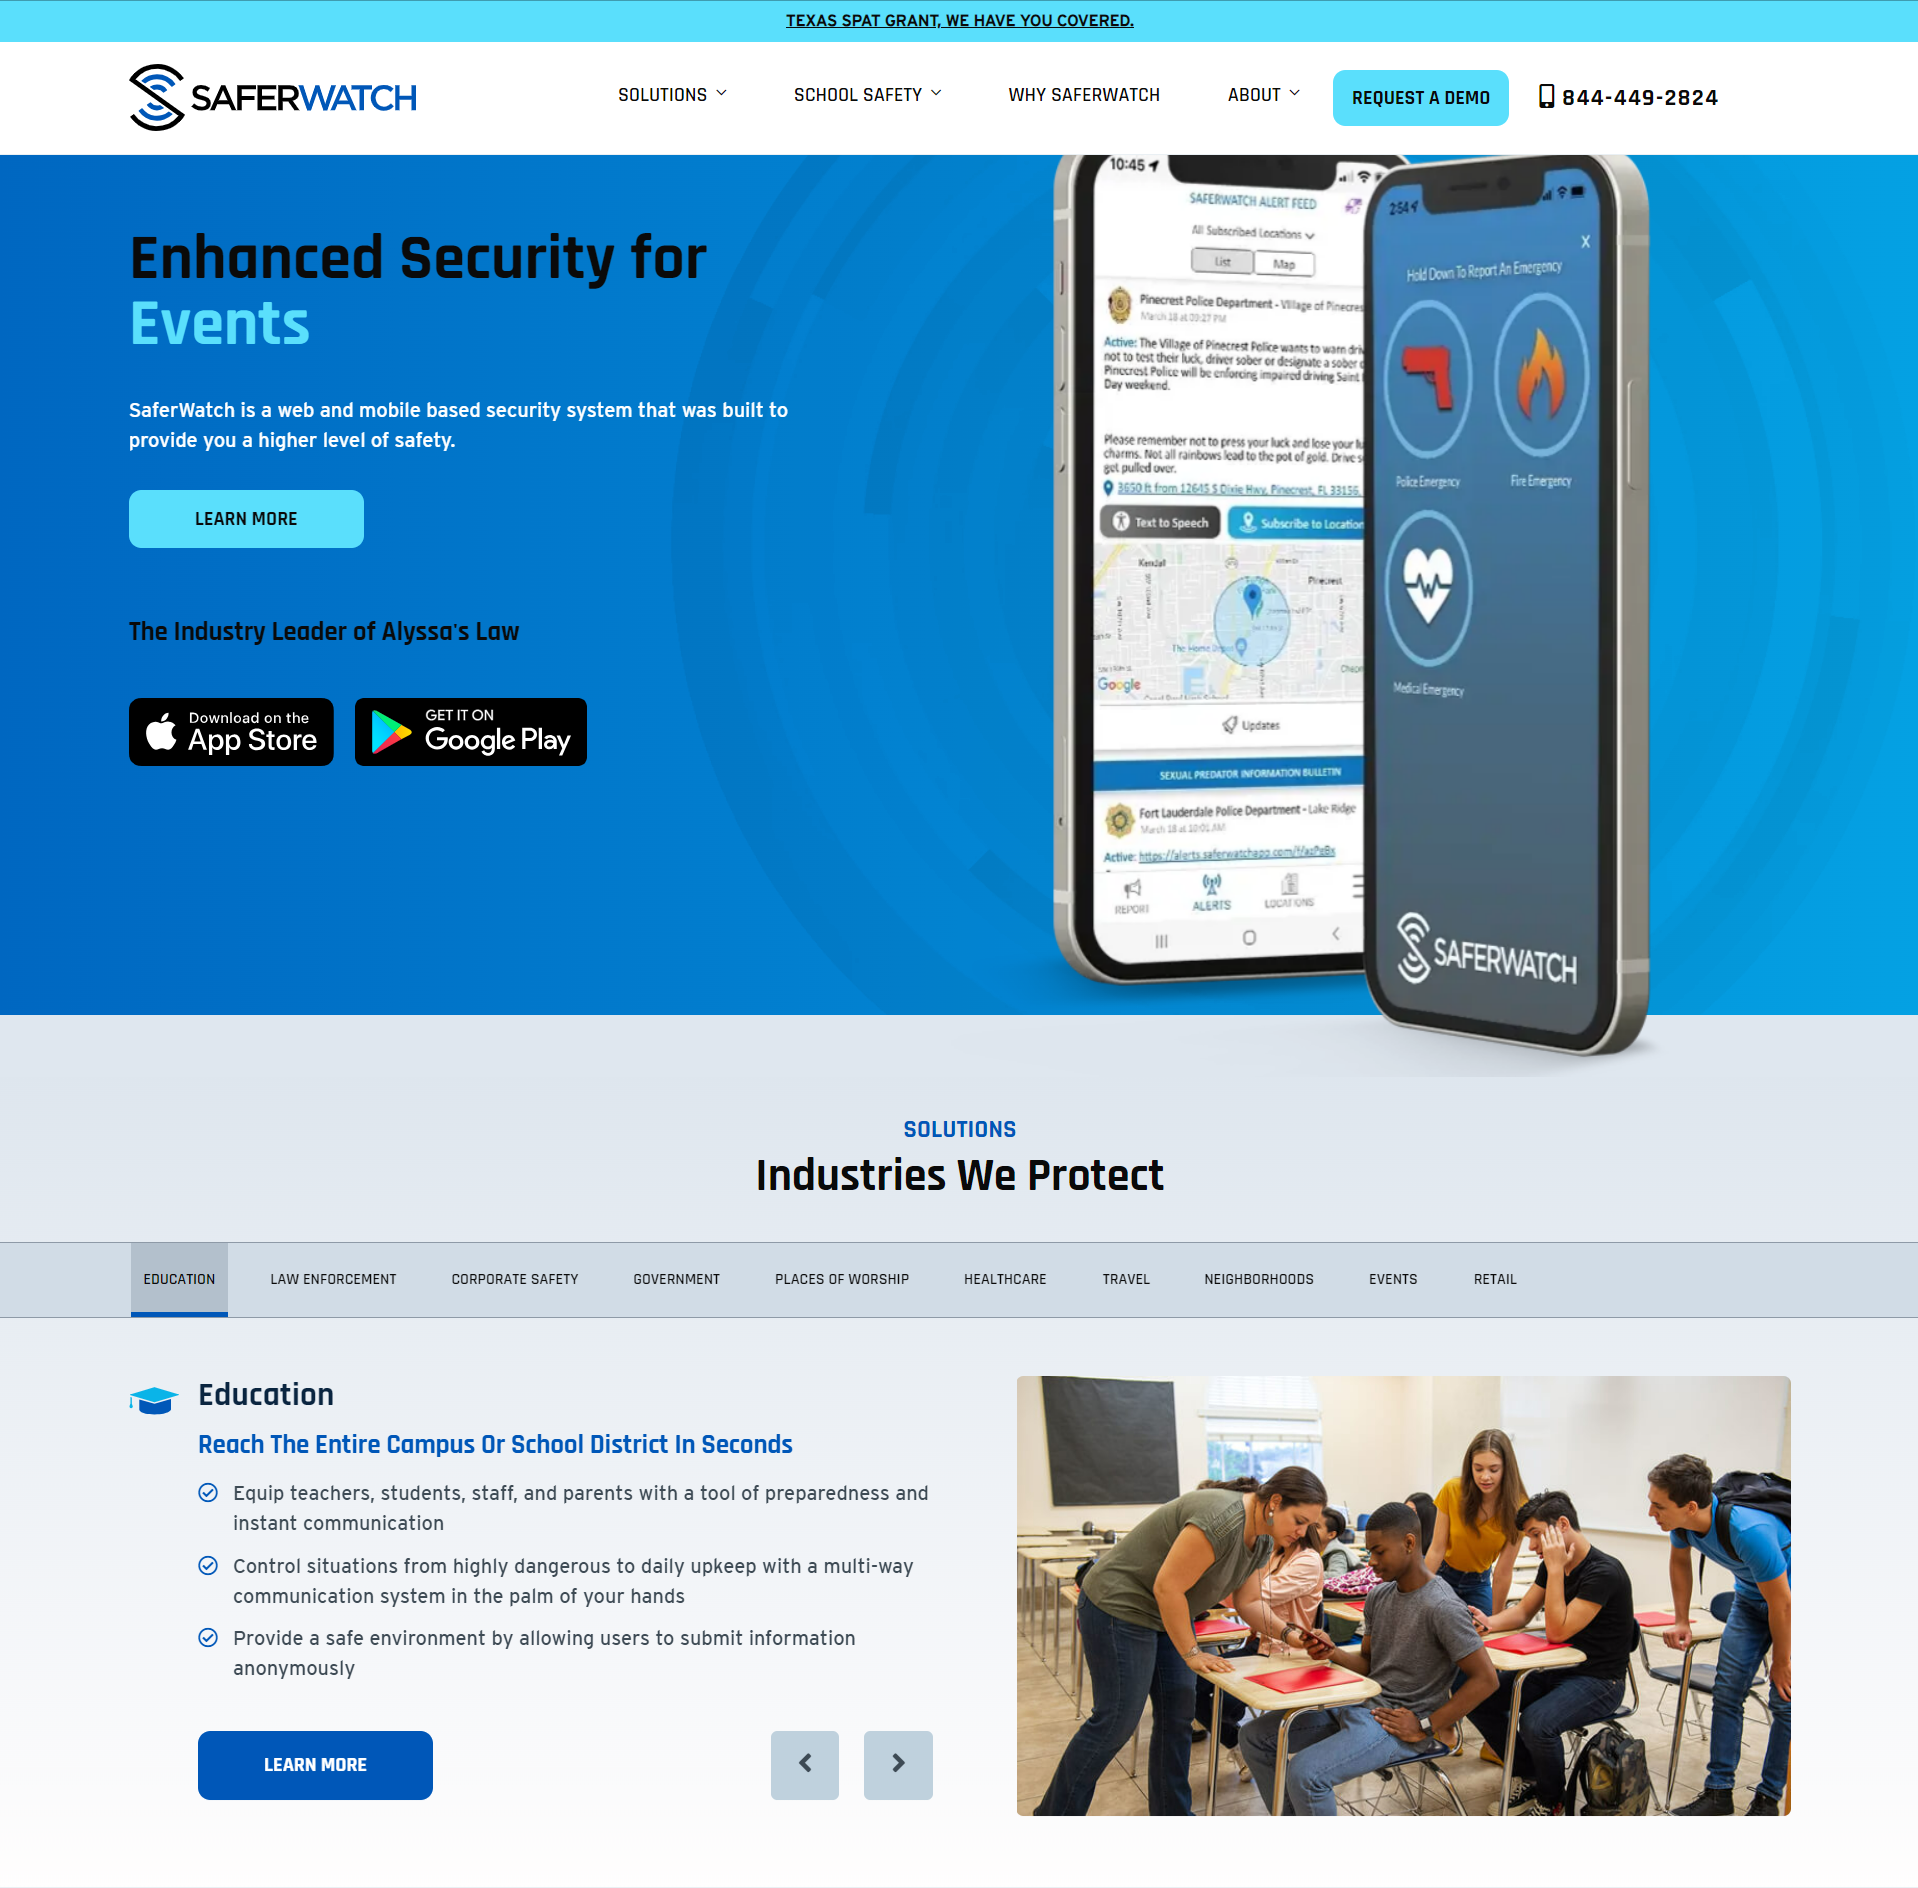 TEXAS SPAT GRANT, WE HAVE YOU COVERED.
SAFERWATCH
SOLUTIONS
SCHOOL SAFETY
WHY SAFERWATCH
ABOUT
REQUEST A DEMO
844-449-2824
Enhanced Security for
Events
SaferWatch is a web and mobile based security system that was built to
provide you a higher level of safety.
LEARN MORE
The Industry Leader of Alyssa's Law
Download on the
App Store
GET IT ON
Google Play
10:45
SAFERWATCH ALERT FEED
All Subscribed Locations
List
Map
Pinecrest Police Department - Village of Pinecres
March 18 at 03:27 PM
Active: The Village of Pinecrest Police wants to warn driv
not to test their luck, driver sober or designate a sober
Pinecrest Police will be enforcing impaired driving Saint
Day weekend.
Please remember not to press your luck and lose your
charms. Not all rainbows lead to the pot of gold. Drive
get pulled over.
3650 ft from 12645 S Dixie Hwy, Pinecrest, FL 33156,
Text to Speech
Subscribe to Location
Kendall
Pinecrest
The Home Depot
Google
Updates
SEXUAL PREDATOR INFORMATION BULLETIN
Fort Lauderdale Police Department - Lake Ridge
March 18 at 10:01 AM
Active: https://alerts.saferwatchapp.com
REPORT
ALERTS
LOCATIONS
2:54
X
Hold Down To Report An Emergency
Police Emergency
Fire Emergency
Medical Emergency
SAFERWATCH
SOLUTIONS
Industries We Protect
EDUCATION
LAW ENFORCEMENT
CORPORATE SAFETY
GOVERNMENT
PLACES OF WORSHIP
HEALTHCARE
TRAVEL
NEIGHBORHOODS
EVENTS
RETAIL
Education
Reach The Entire Campus Or School District In Seconds
Equip teachers, students, staff, and parents with a tool of preparedness and
instant communication
Control situations from highly dangerous to daily upkeep with a multi-way
communication system in the palm of your hands
Provide a safe environment by allowing users to submit information
anonymously
LEARN MORE